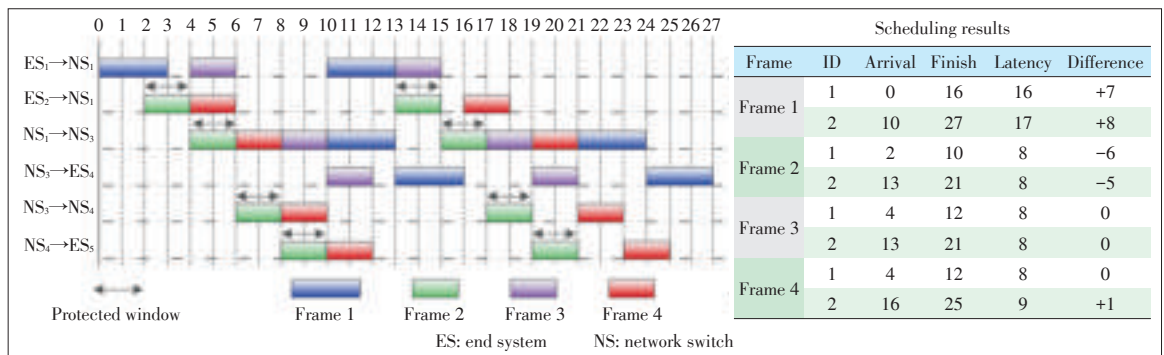 0 1 2 3 4 5 6 7 8 9 10 11 12 13 14 15 16 17 18 19 20 21 22 23 24 25 26 27
ES₁→NS₁
ES₂→NS₁
NS₁→NS₃
NS₃→ES₄
NS₃→NS₄
NS₄→ES₅
Protected window
Frame 1 Frame 2 Frame 3 Frame 4
ES: end system NS: network switch
Scheduling results
Frame ID Arrival Finish Latency Difference
Frame 1
1 0 16 16 +7
2 10 27 17 +8
Frame 2
1 2 10 8 −6
2 13 21 8 −5
Frame 3
1 4 12 8 0
2 13 21 8 0
Frame 4
1 4 12 8 0
2 16 25 9 +1